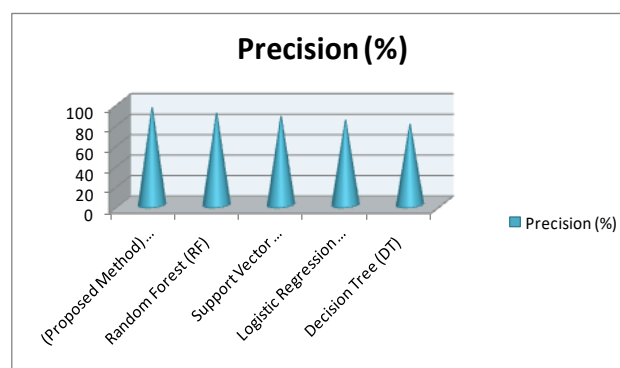 Precision (%)
100
80
60
40
20
0
(Proposed Method)...
Random Forest (RF)
Support Vector ...
Logistic Regression...
Decision Tree (DT)
Precision (%)